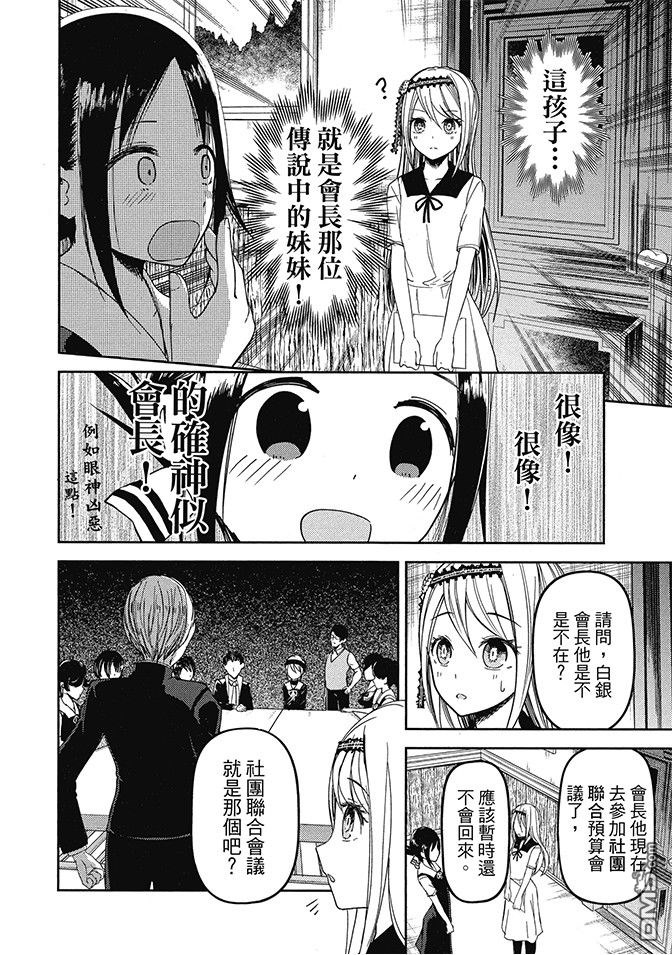 這孩子…
？
就是會長那位
傳說中的妹妹！
很像！
很像！
的確神似
會長！
例如眼神凶惡
這點！
請問，白銀
會長他是不
是不在？
會長他現在
去參加社團
聯合預算會
議了，
應該暫時還
不會回來。
社團聯合會議
就是那個吧？